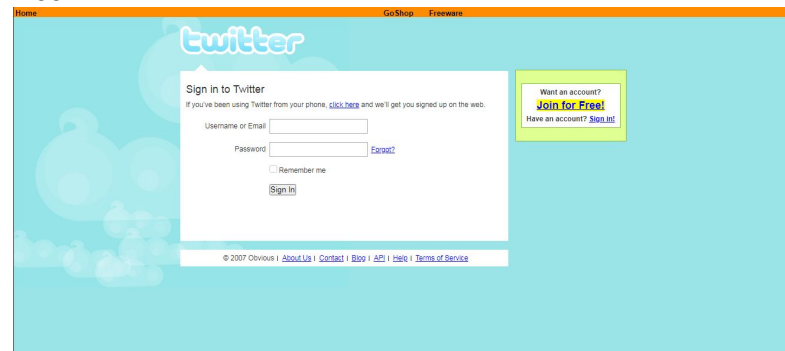 Home GoShop Freeware
twitter
Sign in to Twitter
If you've been using Twitter from your phone, click here and we'll get you signed up on the web.
Username or Email
Password Forgot?
Remember me
Sign In
Want an account?
Join for Free!
Have an account? Sign in!
© 2007 Obvious | About Us | Contact | Blog | API | Help | Terms of Service